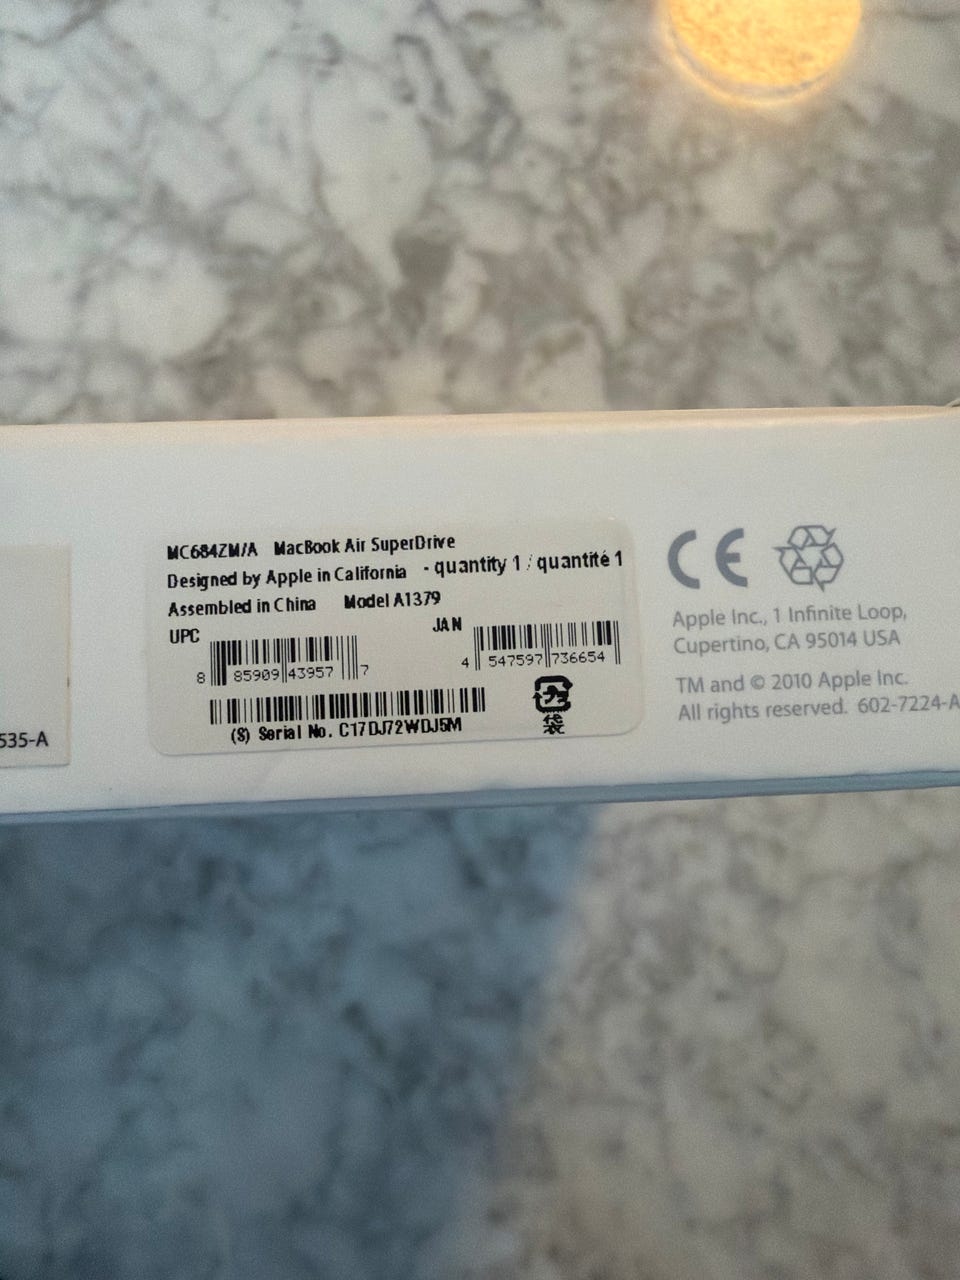 MC684ZM/A MacBook Air SuperDrive
Designed by Apple in California - quantity 1 / quantité 1
Assembled in China Model A1379
UPC
8 85909 43957 7
JAN
4 547597 736654
(S) Serial No. C17DJ72WDJ5M
袋
CE
Apple Inc., 1 Infinite Loop,
Cupertino, CA 95014 USA
TM and © 2010 Apple Inc.
All rights reserved. 602-7224-A
535-A